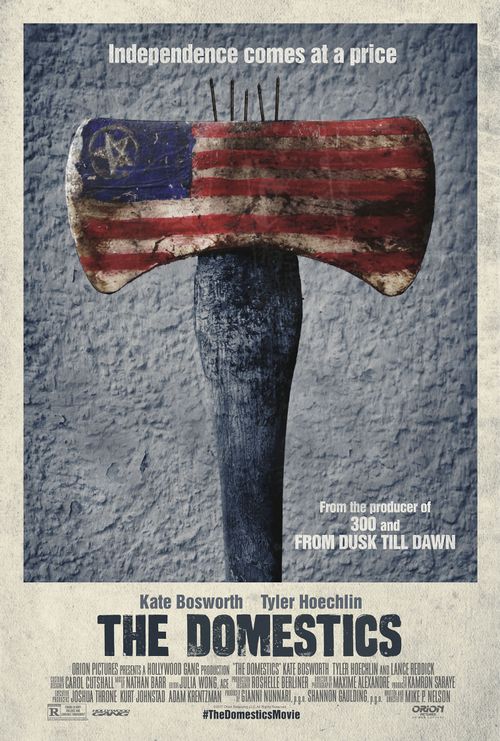 Independence comes at a price
From the producer of
300 and
FROM DUSK TILL DAWN
Kate Bosworth Tyler Hoechlin
THE DOMESTICS
ORION PICTURES PRESENTS A HOLLYWOOD GANG PRODUCTION "THE DOMESTICS" KATE BOSWORTH TYLER HOECHLIN AND LANCE REDDICK
CAROL CUTSHALL NATHAN BARR JULIA WONG, ACE ROSHELLE BERLINER MAXIME ALEXANDRE KAMRON SARAYE
JOSHUA THRONE KURT JOHNSTAD ADAM KRENTZMAN GIANNI NUNNARI, p.g.a. SHANNON GAULDING, p.g.a. MIKE P. NELSON
R
HOLLYWOOD
GANG
#TheDomesticsMovie
ORION